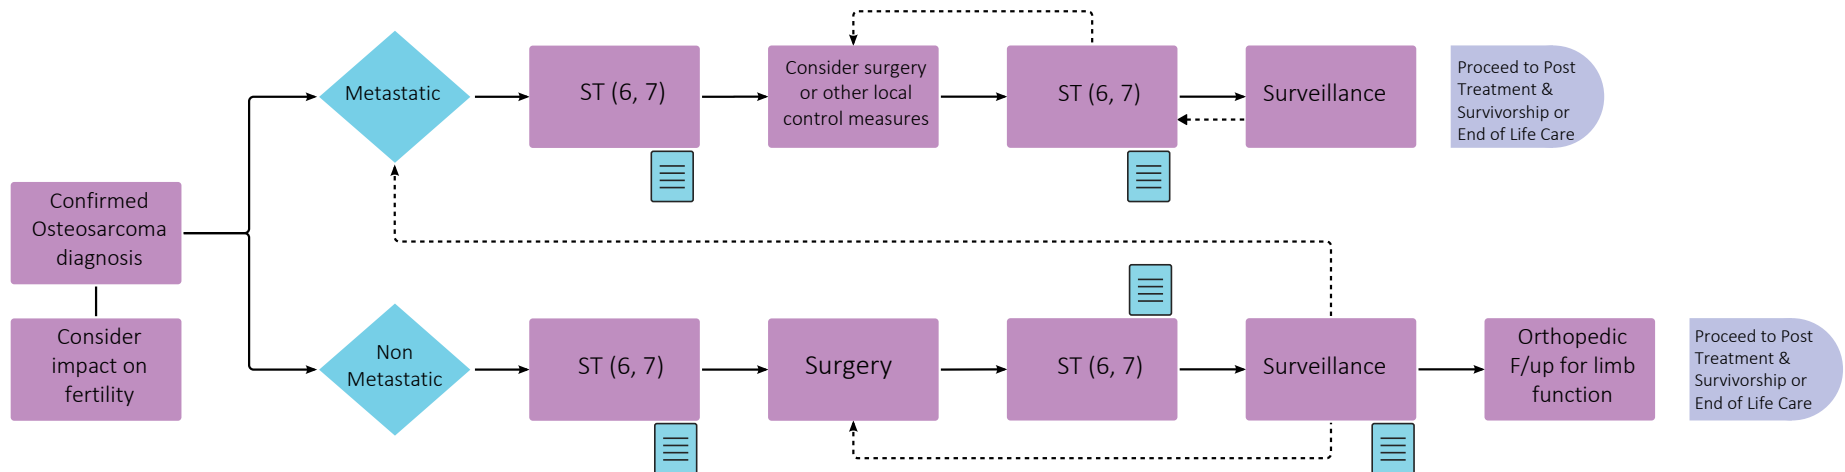 Confirmed
Osteosarcoma
diagnosis
Consider
impact on
fertility
Metastatic
ST (6, 7)
Consider surgery
or other local
control measures
ST (6, 7)
Surveillance
Proceed to Post
Treatment &
Survivorship or
End of Life Care
Non
Metastatic
ST (6, 7)
Surgery
ST (6, 7)
Surveillance
Orthopedic
F/up for limb
function
Proceed to Post
Treatment &
Survivorship or
End of Life Care